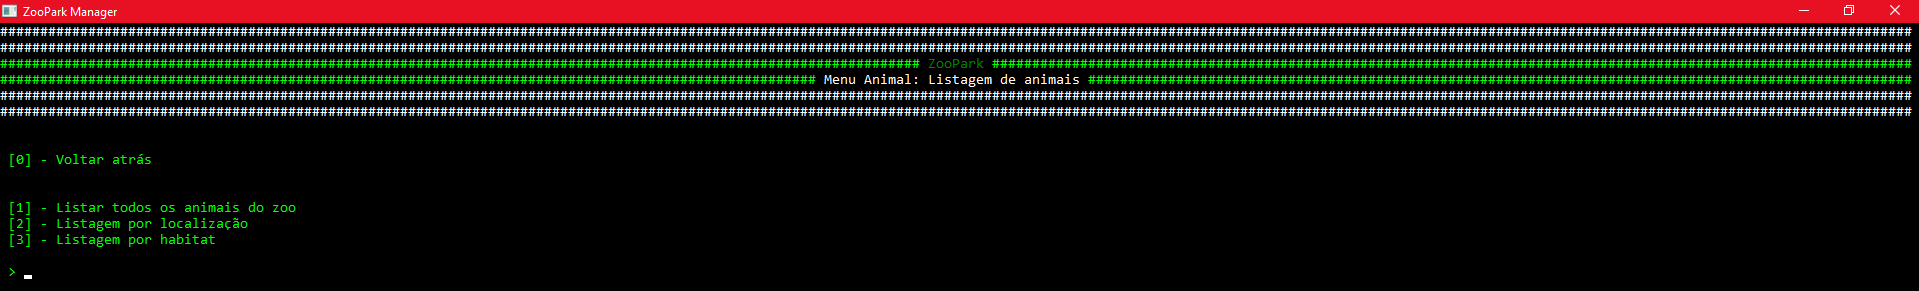 ZooPark Manager
###############################################################################################################################################################################################################################################
###############################################################################################################################################################################################################################################
################################################################################################################### ZooPark ###################################################################################################################
###################################################################################################### Menu Animal: Listagem de animais #######################################################################################################
###############################################################################################################################################################################################################################################
###############################################################################################################################################################################################################################################
[0] - Voltar atrás
[1] - Listar todos os animais do zoo
[2] - Listagem por localização
[3] - Listagem por habitat
>